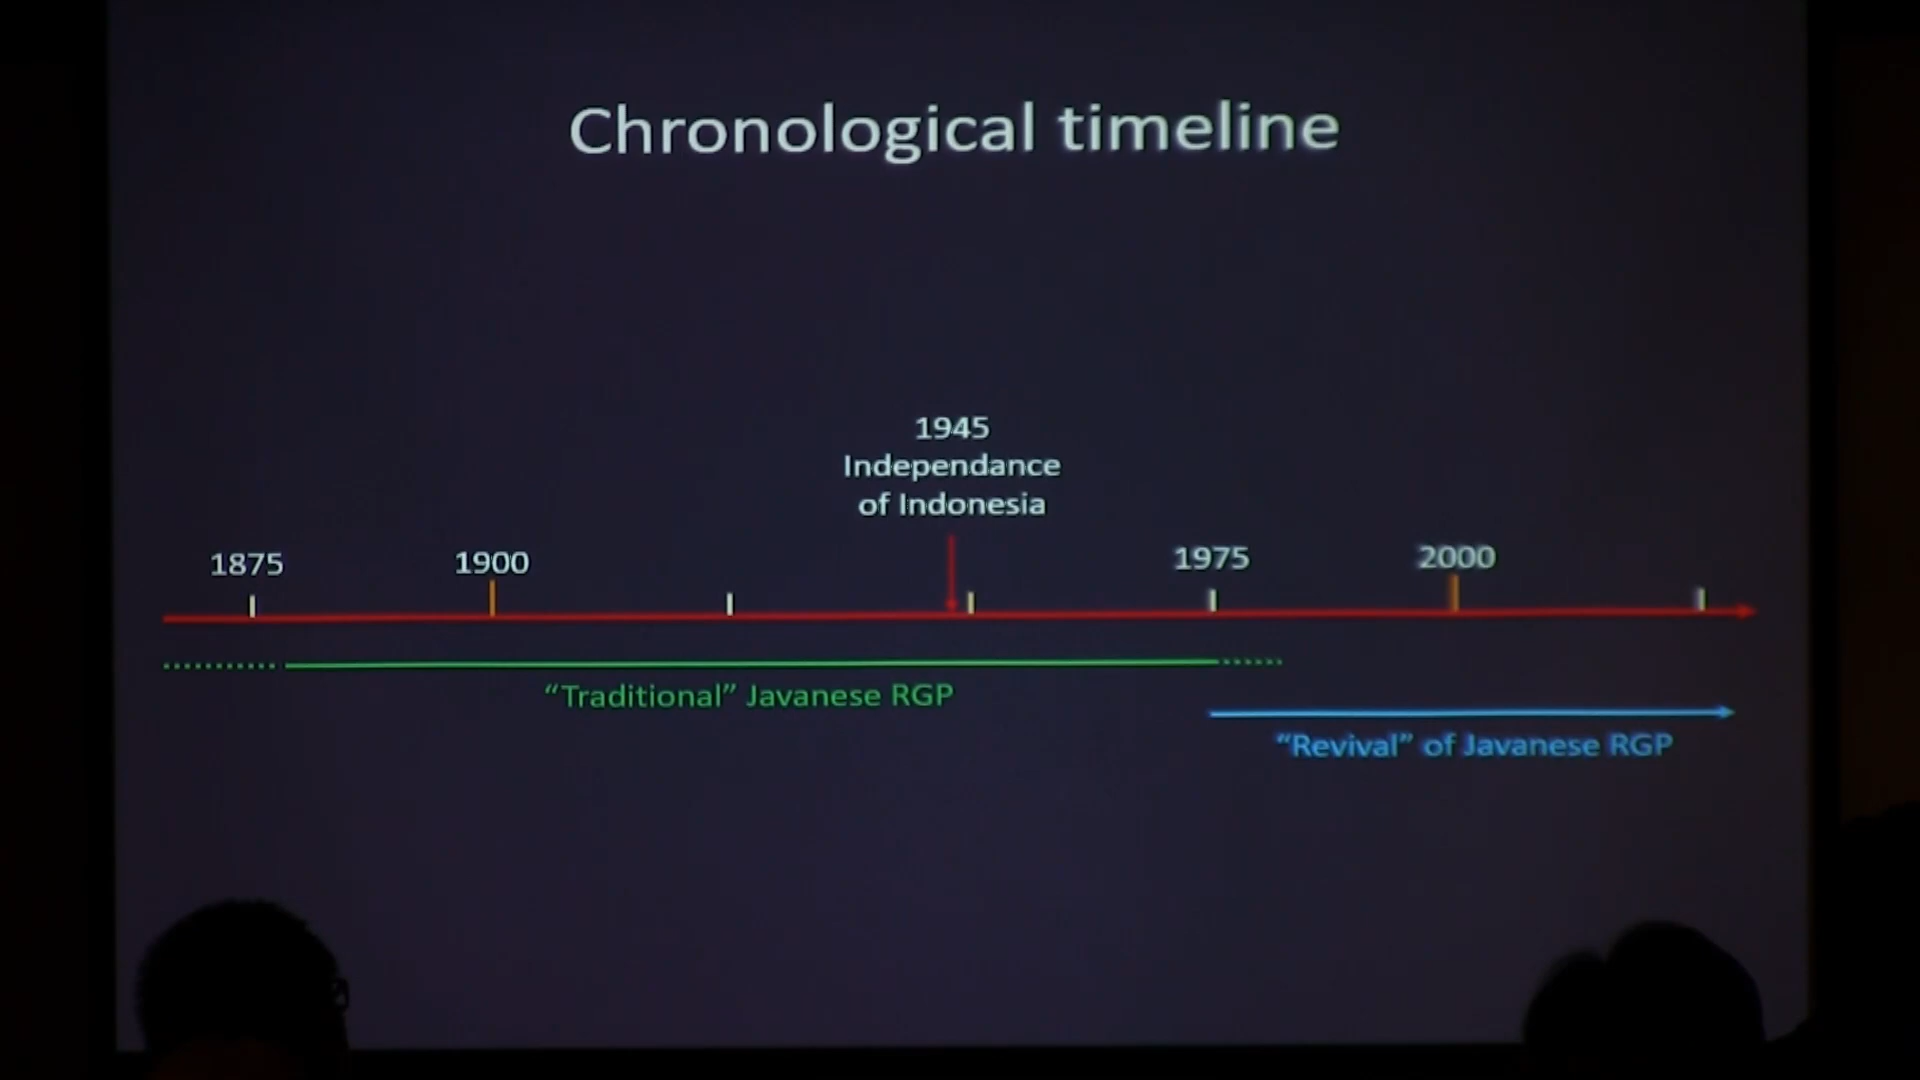 Chronological timeline
1945
Independance
of Indonesia
1875
1900
1975
2000
“Traditional” Javanese RGP
“Revival” of Javanese RGP